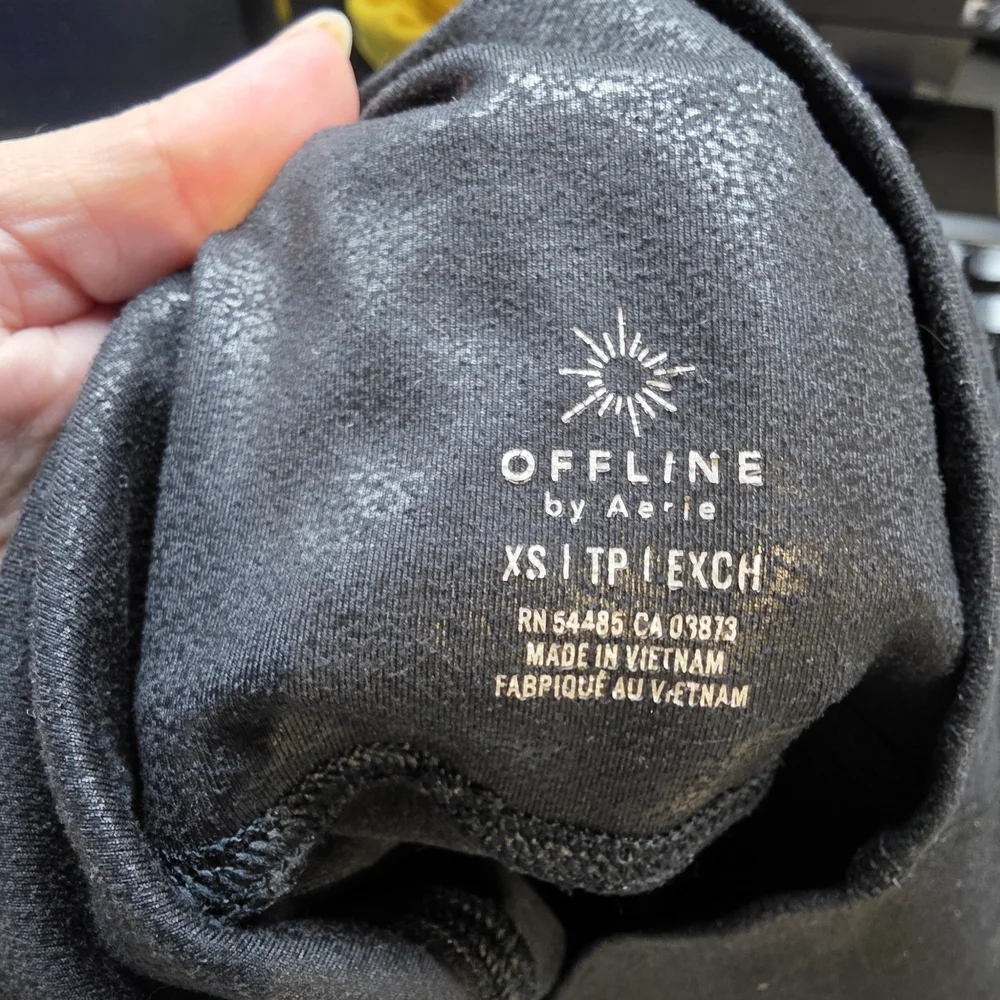 OFFLINE
by Aerie
XS | TP | EXCH
RN 54485 CA 03873
MADE IN VIETNAM
FABRIQUÉ AU VIETNAM